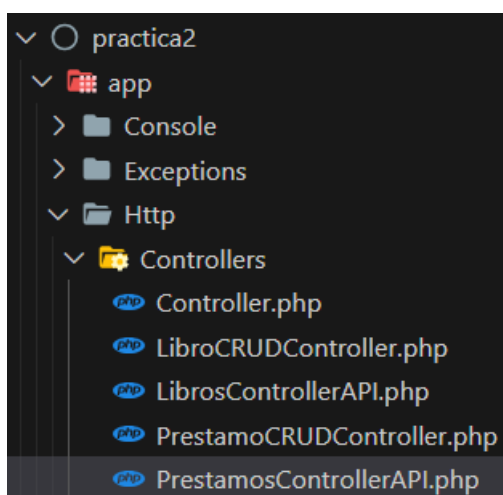 practica2
app
Console
Exceptions
Http
Controllers
php Controller.php
php LibroCRUDController.php
php LibrosControllerAPI.php
php PrestamoCRUDController.php
php PrestamosControllerAPI.php